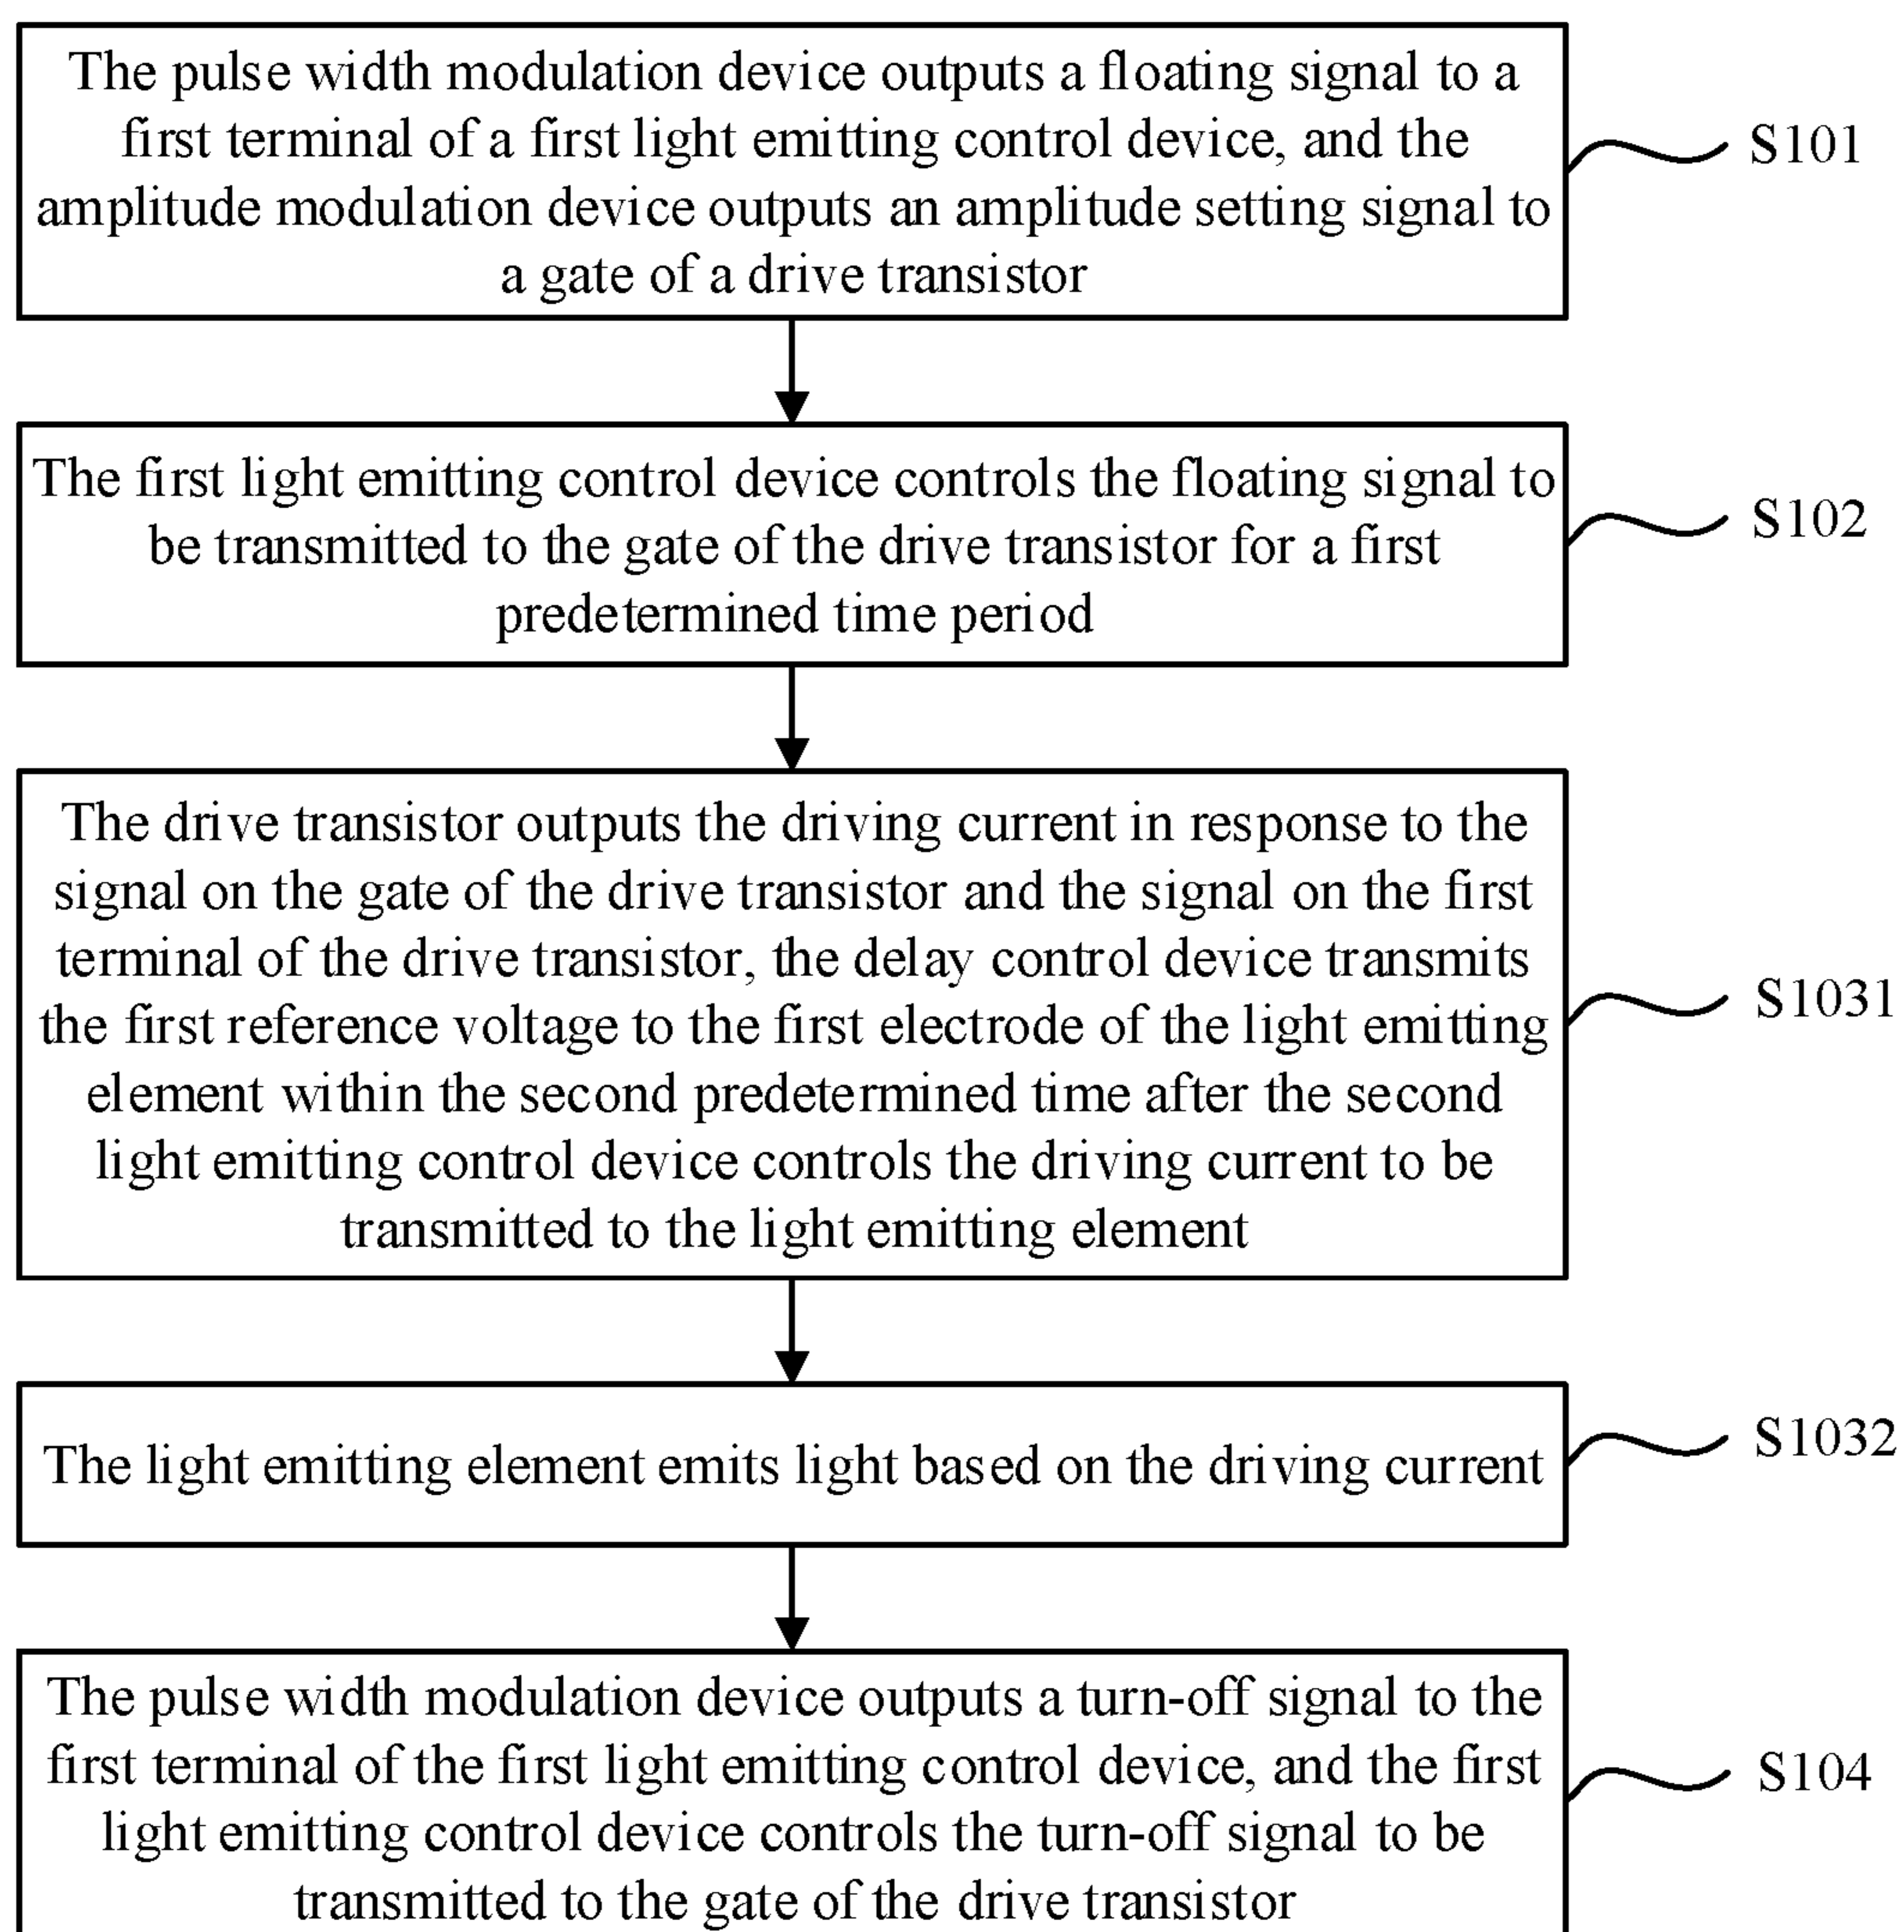 The pulse width modulation device outputs a floating signal to a
first terminal of a first light emitting control device, and the
amplitude modulation device outputs an amplitude setting signal to
a gate of a drive transistor
S101
The first light emitting control device controls the floating signal to
be transmitted to the gate of the drive transistor for a first
predetermined time period
S102
The drive transistor outputs the driving current in response to the
signal on the gate of the drive transistor and the signal on the first
terminal of the drive transistor, the delay control device transmits
the first reference voltage to the first electrode of the light emitting
element within the second predetermined time after the second
light emitting control device controls the driving current to be
transmitted to the light emitting element
S1031
The light emitting element emits light based on the driving current
S1032
The pulse width modulation device outputs a turn-off signal to the
first terminal of the first light emitting control device, and the first
light emitting control device controls the turn-off signal to be
transmitted to the gate of the drive transistor
S104